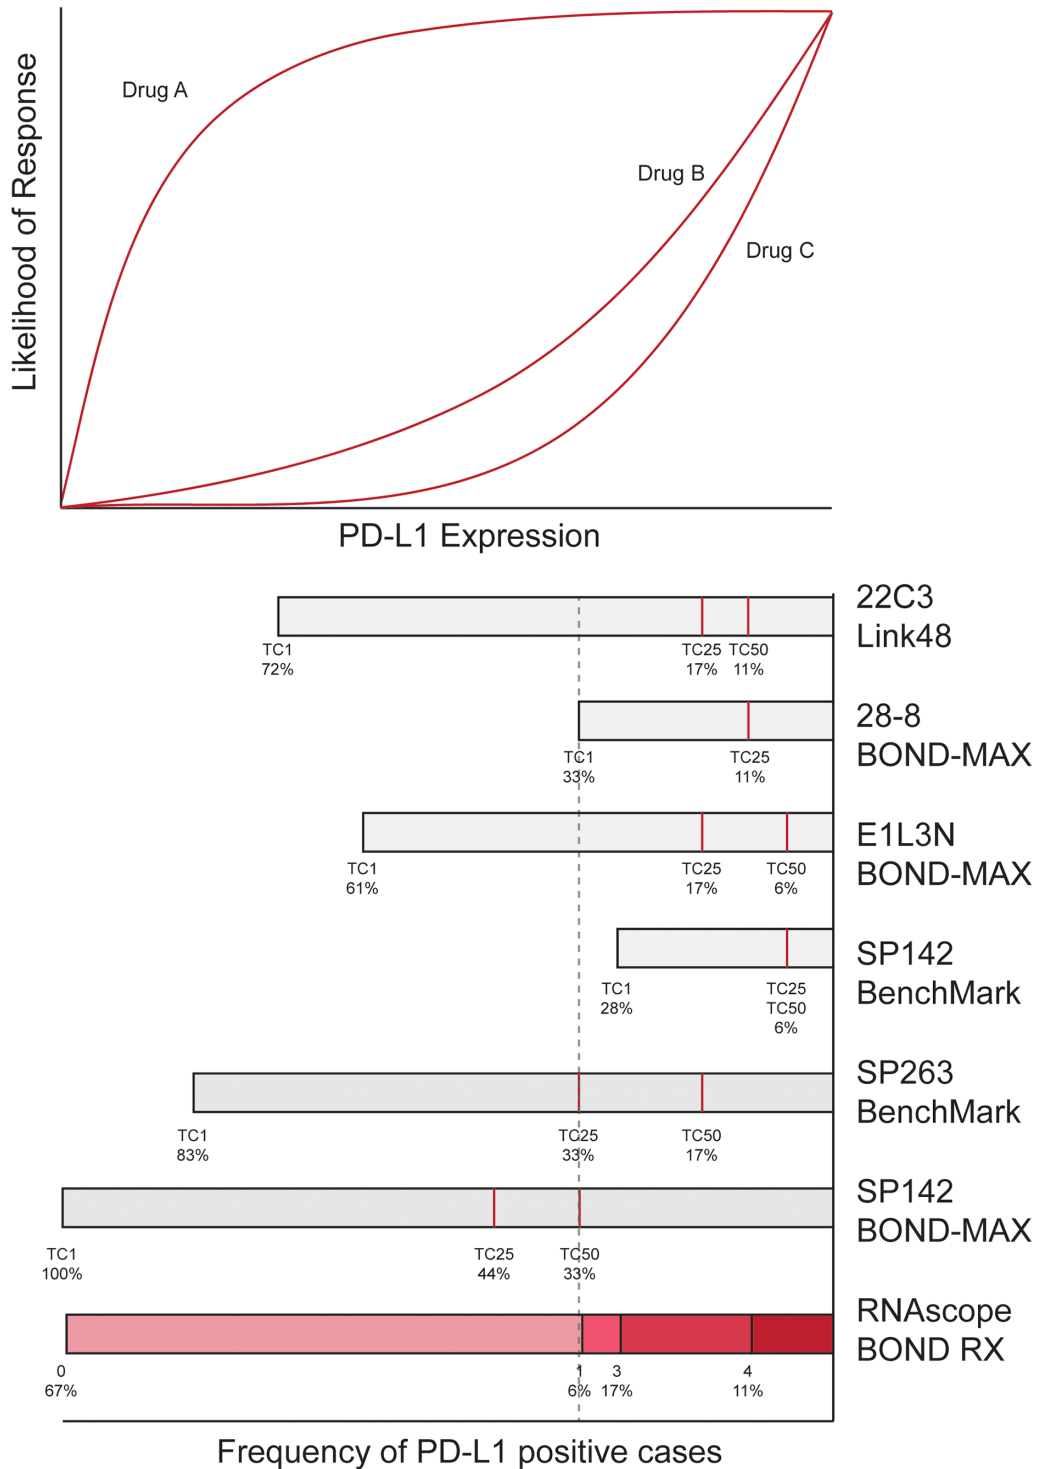 Likelihood of Response
Drug A
Drug B
Drug C
PD-L1 Expression
22C3
Link48
TC1
72%
TC25
17%
TC50
11%
28-8
BOND-MAX
TC1
33%
TC25
11%
E1L3N
BOND-MAX
TC1
61%
TC25
17%
TC50
6%
SP142
BenchMark
TC1
28%
TC25
TC50
6%
SP263
BenchMark
TC1
83%
TC25
33%
TC50
17%
SP142
BOND-MAX
TC1
100%
TC25
44%
TC50
33%
RNAscope
BOND RX
0
67%
1
6%
3
17%
4
11%
Frequency of PD-L1 positive cases